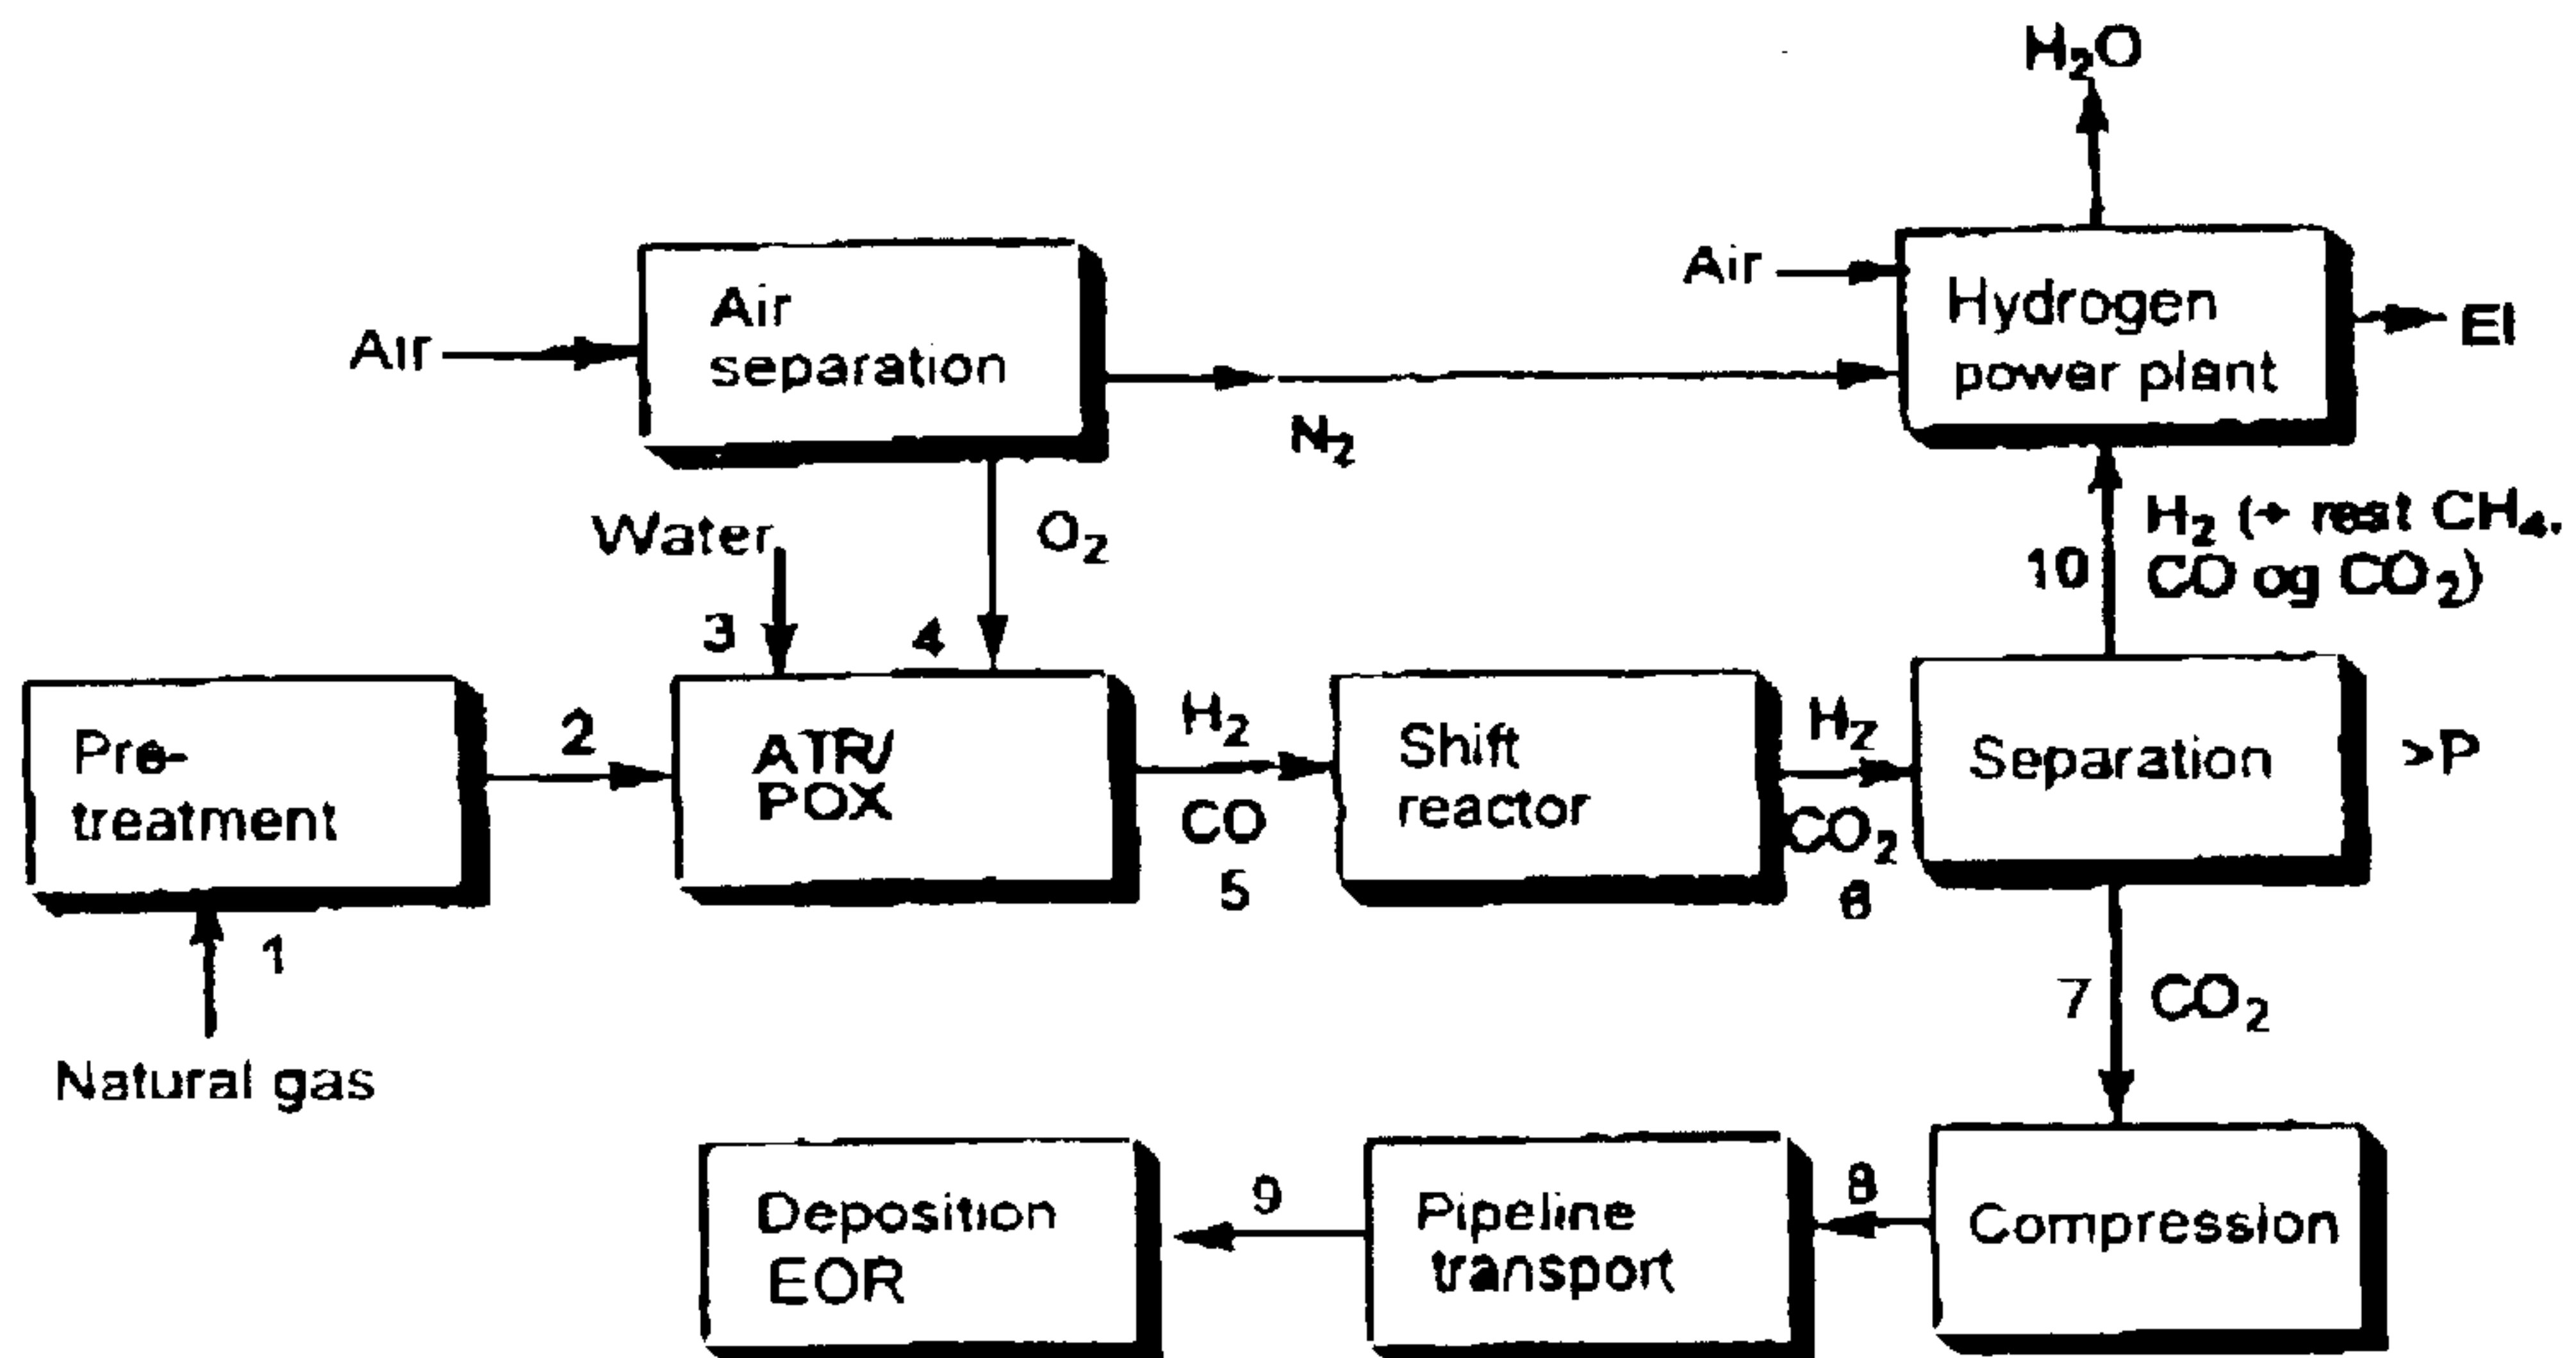 H₂O
Air
Air
separation
Air
Hydrogen
power plant
El
N₂
Water
O₂
3
4
10
H₂ (+ rest CH₄.
CO og CO₂)
Pre-
treatment
2
ATR/
POX
H₂
CO
5
Shift
reactor
H₂
CO₂
6
Separation
>P
1
Natural gas
7
CO₂
Deposition
EOR
9
Pipeline
transport
8
Compression